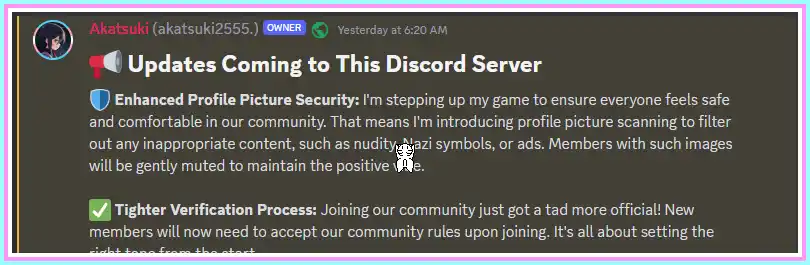 Akatsuki (akatsuki2555.) OWNER Yesterday at 6:20 AM
Updates Coming to This Discord Server
Enhanced Profile Picture Security: I'm stepping up my game to ensure everyone feels safe
and comfortable in our community. That means I'm introducing profile picture scanning to filter
out any inappropriate content, such as nudity, Nazi symbols, or ads. Members with such images
will be gently muted to maintain the positive
Tighter Verification Process: Joining our community just got a tad more official! New
members will now need to accept our community rules upon joining. It's all about setting the
right tone from the start